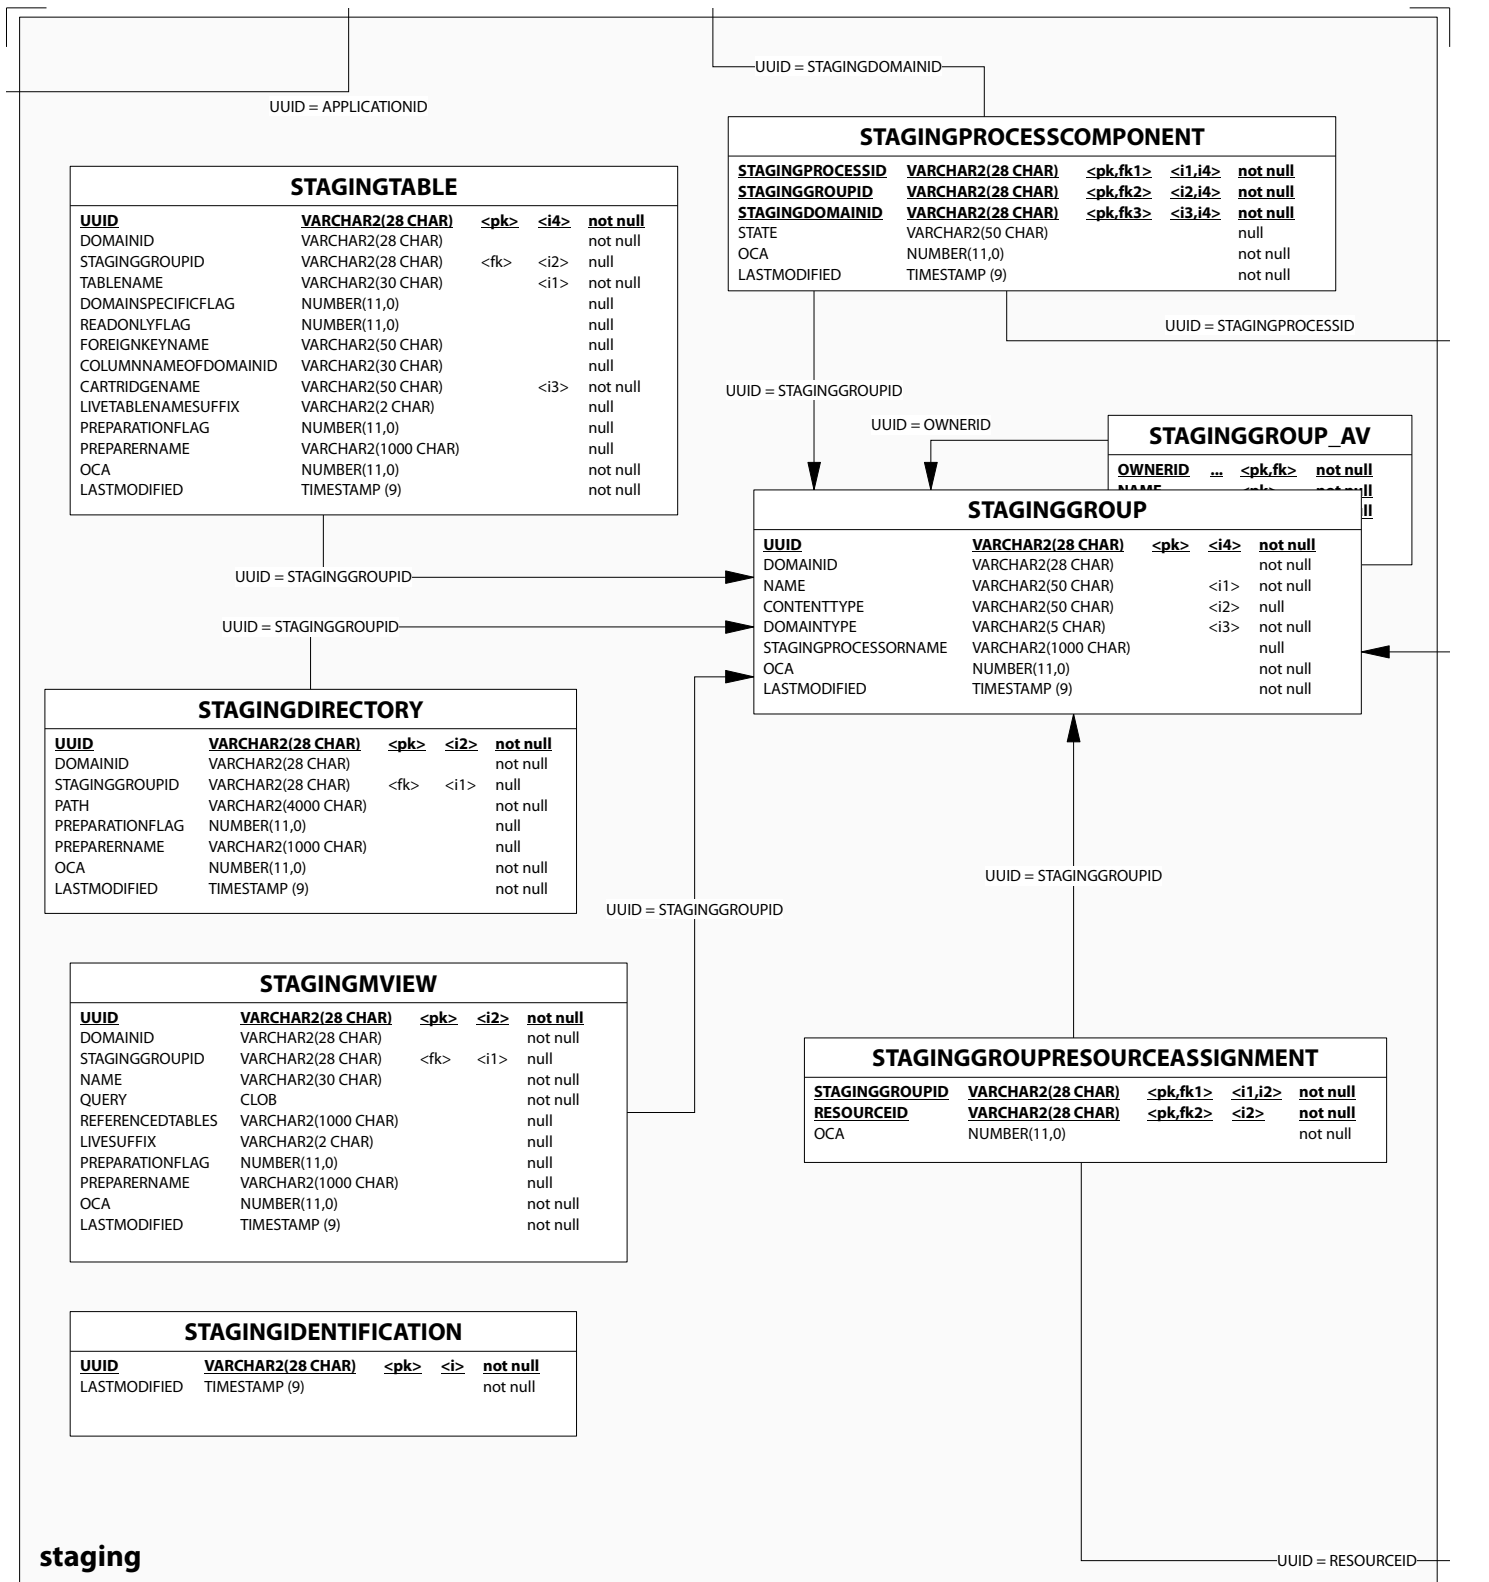 UUID = STAGINGDOMAINID
UUID = APPLICATIONID
STAGINGPROCESSCOMPONENT
STAGINGPROCESSID VARCHAR2(28 CHAR) <pk,fk1> <i1,i4> not null
STAGINGGROUPID VARCHAR2(28 CHAR) <pk,fk2> <i2,i4> not null
STAGINGDOMAINID VARCHAR2(28 CHAR) <pk,fk3> <i3,i4> not null
STATE VARCHAR2(50 CHAR) null
OCA NUMBER(11,0) not null
LASTMODIFIED TIMESTAMP (9) not null
STAGINGTABLE
UUID VARCHAR2(28 CHAR) <pk> <i4> not null
DOMAINID VARCHAR2(28 CHAR) not null
STAGINGGROUPID VARCHAR2(28 CHAR) <fk> <i2> null
TABLENAME VARCHAR2(30 CHAR) <i1> not null
DOMAINSPECIFICFLAG NUMBER(11,0) null
READONLYFLAG NUMBER(11,0) null
FOREIGNKEYNAME VARCHAR2(50 CHAR) null
COLUMNNAMEOFDOMAINID VARCHAR2(30 CHAR) null
CARTRIDGENAME VARCHAR2(50 CHAR) <i3> not null
LIVETABLENAMESUFFIX VARCHAR2(2 CHAR) null
PREPARATIONFLAG NUMBER(11,0) null
PREPARERNAME VARCHAR2(1000 CHAR) null
OCA NUMBER(11,0) not null
LASTMODIFIED TIMESTAMP (9) not null
UUID = STAGINGPROCESSID
UUID = STAGINGGROUPID
UUID = OWNERID
STAGINGGROUP_AV
OWNERID ... <pk,fk> not null
NAME <pk> not null
ll
STAGINGGROUP
UUID VARCHAR2(28 CHAR) <pk> <i4> not null
DOMAINID VARCHAR2(28 CHAR) not null
NAME VARCHAR2(50 CHAR) <i1> not null
CONTENTTYPE VARCHAR2(50 CHAR) <i2> null
DOMAINTYPE VARCHAR2(5 CHAR) <i3> not null
STAGINGPROCESSORNAME VARCHAR2(1000 CHAR) null
OCA NUMBER(11,0) not null
LASTMODIFIED TIMESTAMP (9) not null
UUID = STAGINGGROUPID
UUID = STAGINGGROUPID
STAGINGDIRECTORY
UUID VARCHAR2(28 CHAR) <pk> <i2> not null
DOMAINID VARCHAR2(28 CHAR) not null
STAGINGGROUPID VARCHAR2(28 CHAR) <fk> <i1> null
PATH VARCHAR2(4000 CHAR) not null
PREPARATIONFLAG NUMBER(11,0) null
PREPARERNAME VARCHAR2(1000 CHAR) null
OCA NUMBER(11,0) not null
LASTMODIFIED TIMESTAMP (9) not null
UUID = STAGINGGROUPID
UUID = STAGINGGROUPID
STAGINGMVIEW
UUID VARCHAR2(28 CHAR) <pk> <i2> not null
DOMAINID VARCHAR2(28 CHAR) not null
STAGINGGROUPID VARCHAR2(28 CHAR) <fk> <i1> null
NAME VARCHAR2(30 CHAR) not null
QUERY CLOB not null
REFERENCEDTABLES VARCHAR2(1000 CHAR) null
LIVESUFFIX VARCHAR2(2 CHAR) null
PREPARATIONFLAG NUMBER(11,0) null
PREPARERNAME VARCHAR2(1000 CHAR) null
OCA NUMBER(11,0) not null
LASTMODIFIED TIMESTAMP (9) not null
STAGINGGROUPRESOURCEASSIGNMENT
STAGINGGROUPID VARCHAR2(28 CHAR) <pk,fk1> <i1,i2> not null
RESOURCEID VARCHAR2(28 CHAR) <pk,fk2> <i2> not null
OCA NUMBER(11,0) not null
STAGINGIDENTIFICATION
UUID VARCHAR2(28 CHAR) <pk> <i> not null
LASTMODIFIED TIMESTAMP (9) not null
staging
UUID = RESOURCEID